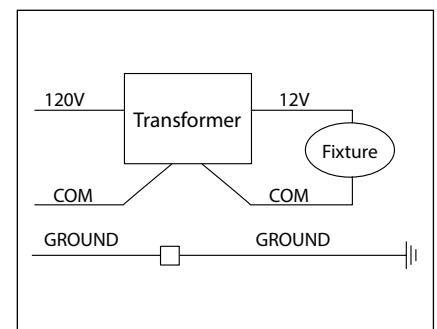 120V
Transformer
12V
Fixture
COM
COM
GROUND
GROUND